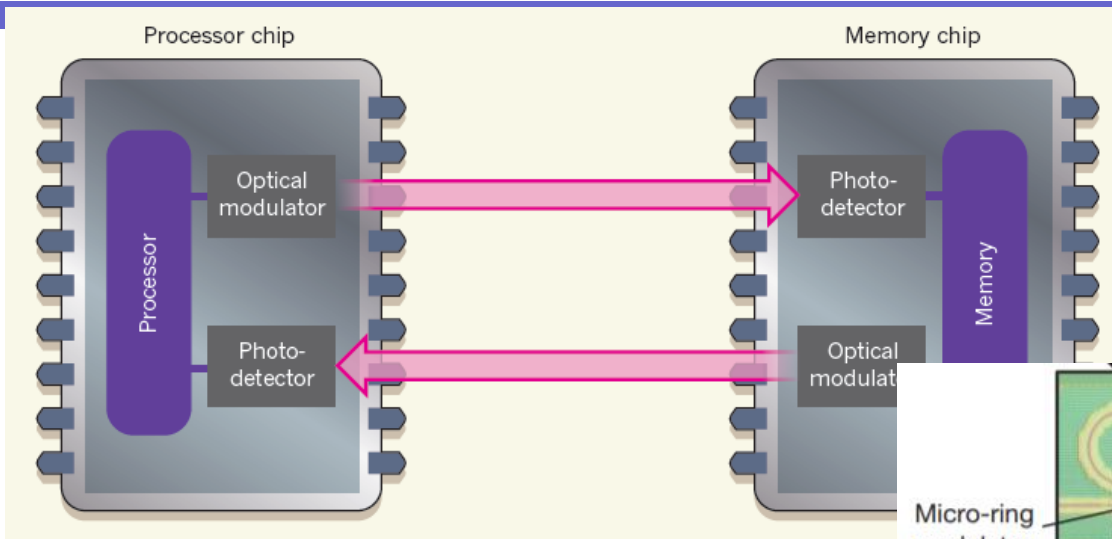 Processor chip
Memory chip
Optical
modulator
Photo-
detector
Processor
Memory
Photo-
detector
Optical
Micro-ring